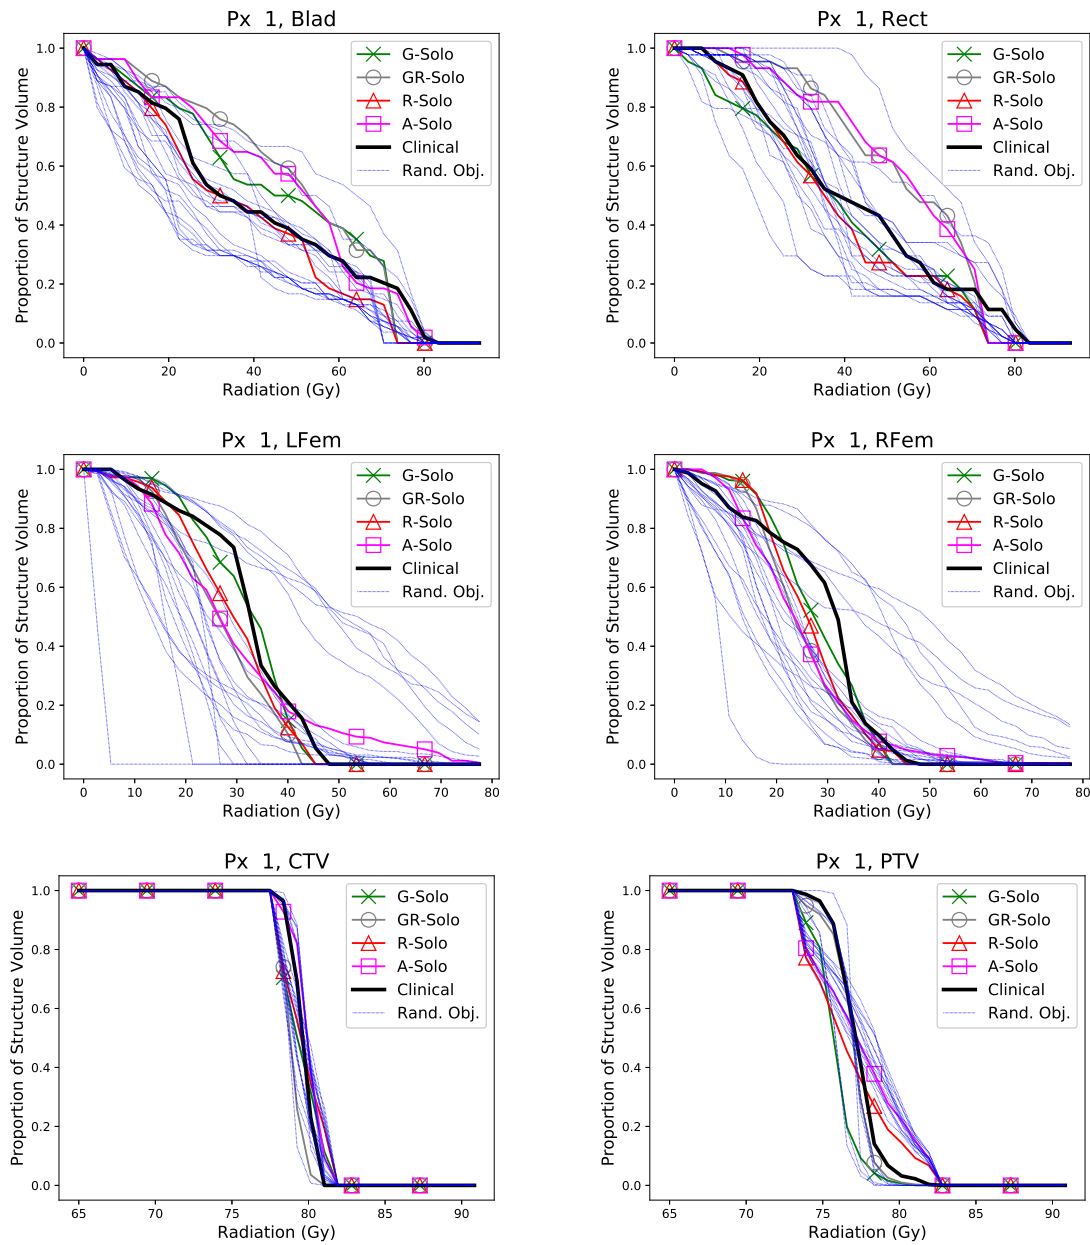 Px  1, Blad
Proportion of Structure Volume
1.0
0.8
0.6
0.4
0.2
0.0
0
20
40
60
80
Radiation (Gy)
G-Solo
GR-Solo
R-Solo
A-Solo
Clinical
Rand. Obj.
Px  1, Rect
Proportion of Structure Volume
1.0
0.8
0.6
0.4
0.2
0.0
0
20
40
60
80
Radiation (Gy)
G-Solo
GR-Solo
R-Solo
A-Solo
Clinical
Rand. Obj.
Px  1, LFem
Proportion of Structure Volume
1.0
0.8
0.6
0.4
0.2
0.0
0
10
20
30
40
50
60
70
80
Radiation (Gy)
G-Solo
GR-Solo
R-Solo
A-Solo
Clinical
Rand. Obj.
Px  1, RFem
Proportion of Structure Volume
1.0
0.8
0.6
0.4
0.2
0.0
0
10
20
30
40
50
60
70
80
Radiation (Gy)
G-Solo
GR-Solo
R-Solo
A-Solo
Clinical
Rand. Obj.
Px  1, CTV
Proportion of Structure Volume
1.0
0.8
0.6
0.4
0.2
0.0
65
70
75
80
85
90
Radiation (Gy)
G-Solo
GR-Solo
R-Solo
A-Solo
Clinical
Rand. Obj.
Px  1, PTV
Proportion of Structure Volume
1.0
0.8
0.6
0.4
0.2
0.0
65
70
75
80
85
90
Radiation (Gy)
G-Solo
GR-Solo
R-Solo
A-Solo
Clinical
Rand. Obj.